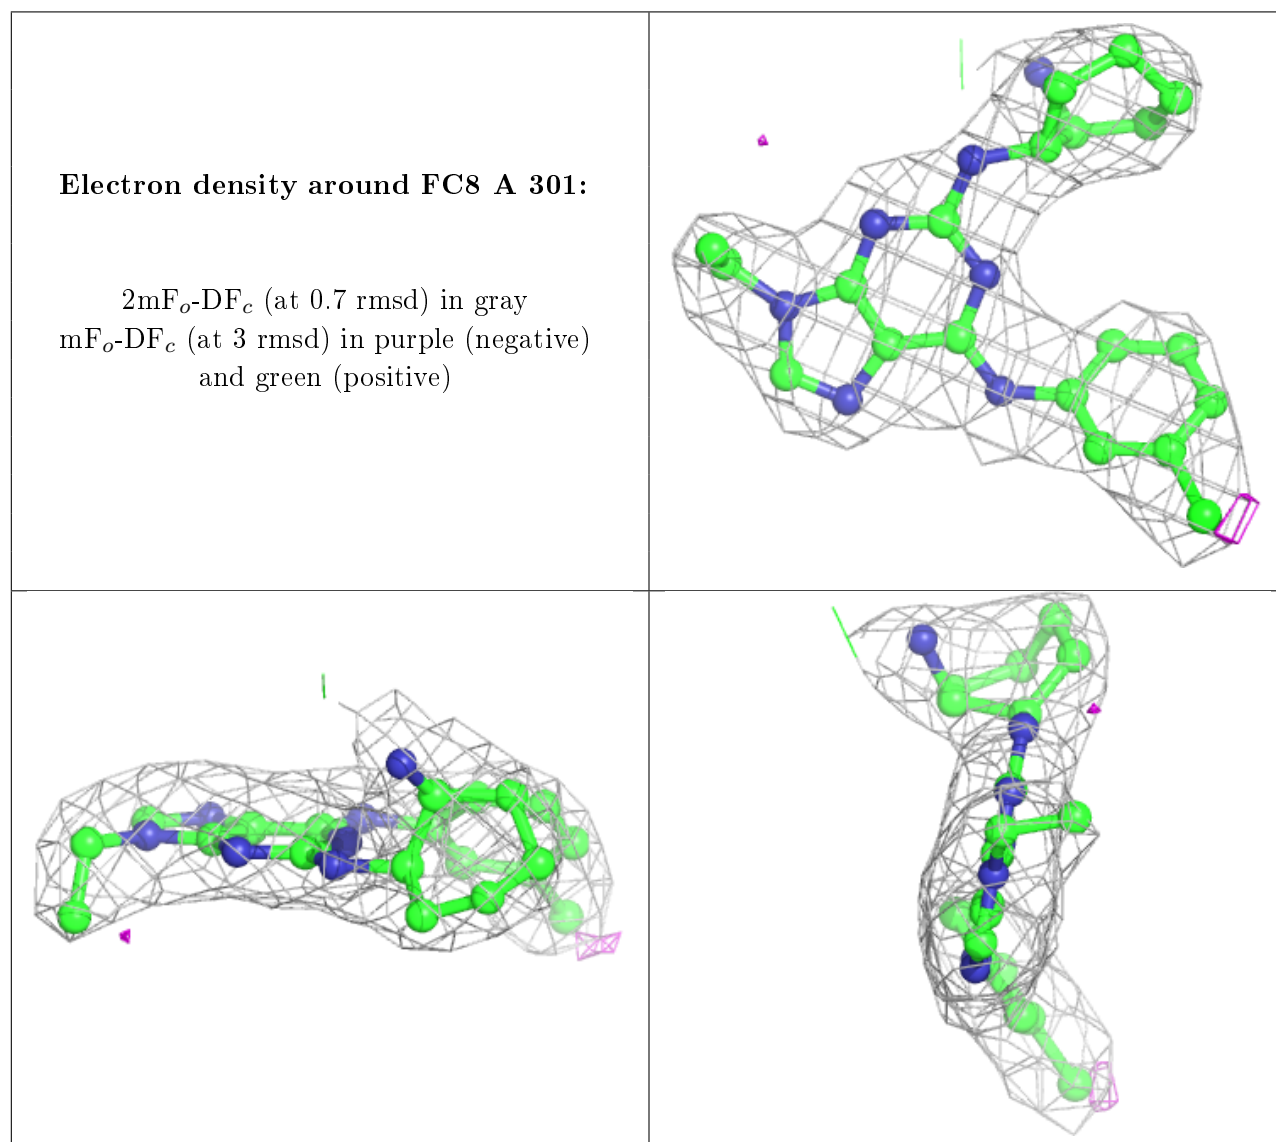 Electron density around FC8 A 301:
2mFo-DFc (at 0.7 rmsd) in gray
mFo-DFc (at 3 rmsd) in purple (negative)
and green (positive)